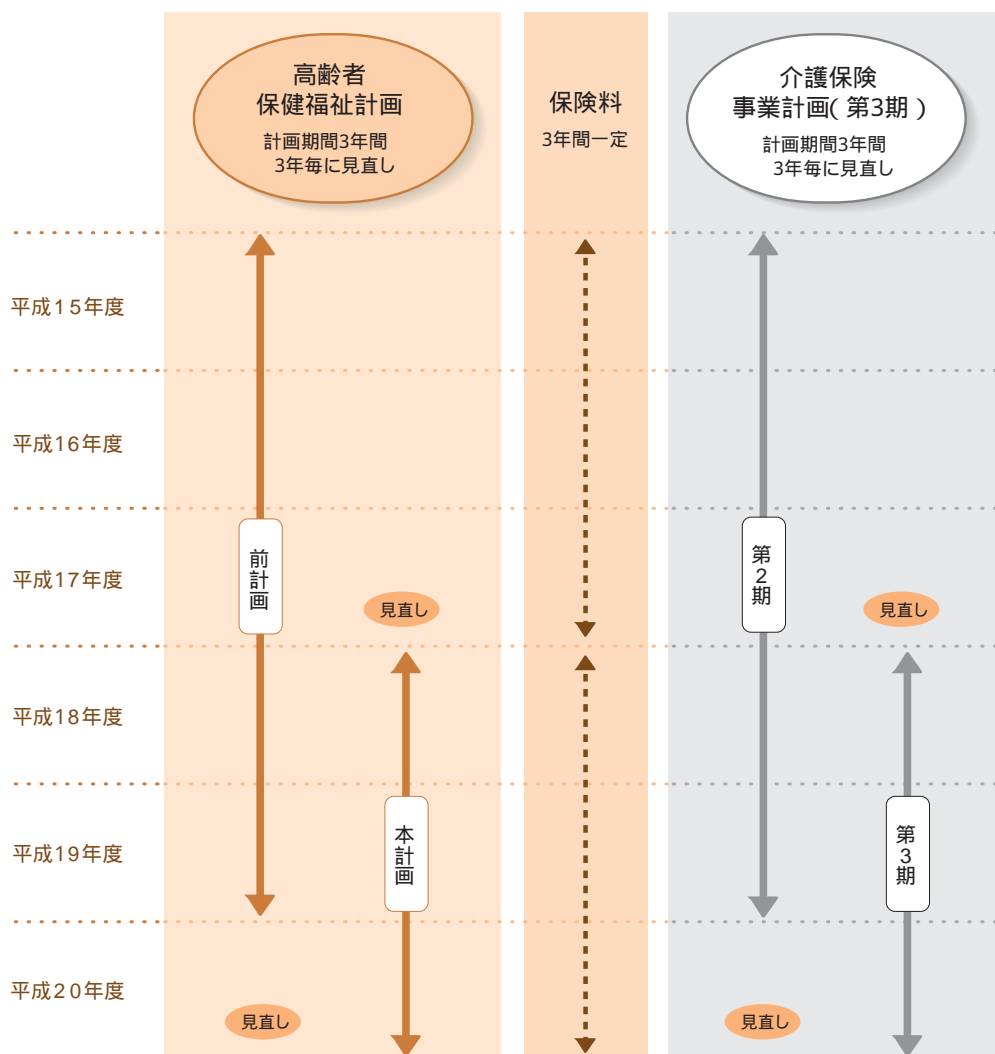 高齢者
保健福祉計画
計画期間3年間
3年毎に見直し
保険料
3年間一定
介護保険
事業計画(第3期)
計画期間3年間
3年毎に見直し
平成15年度
平成16年度
平成17年度
前計画
見直し
第2期
見直し
平成18年度
平成19年度
本計画
第3期
平成20年度
見直し
見直し